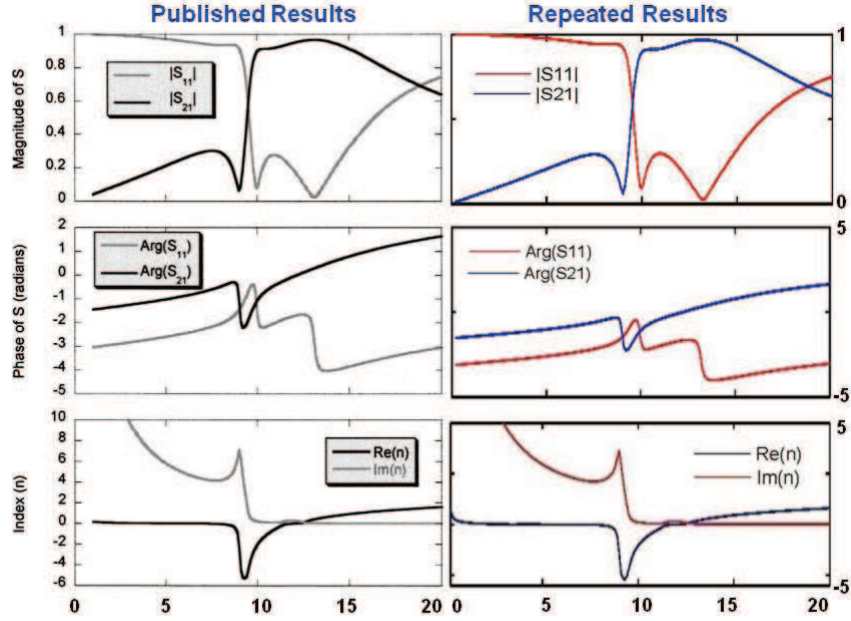 Published Results
Repeated Results
Magnitude of S
1
0.8
0.6
0.4
0.2
0
|S11|
|S21|
|S11|
|S21|
1
0
Phase of S (radians)
2
1
0
-1
-2
-3
-4
-5
Arg(S11)
Arg(S21)
Arg(S11)
Arg(S21)
5
-5
Index (n)
10
8
6
4
2
0
-2
-4
-6
Re(n)
Im(n)
Re(n)
Im(n)
5
-5
0 5 10 15 20
0 5 10 15 20